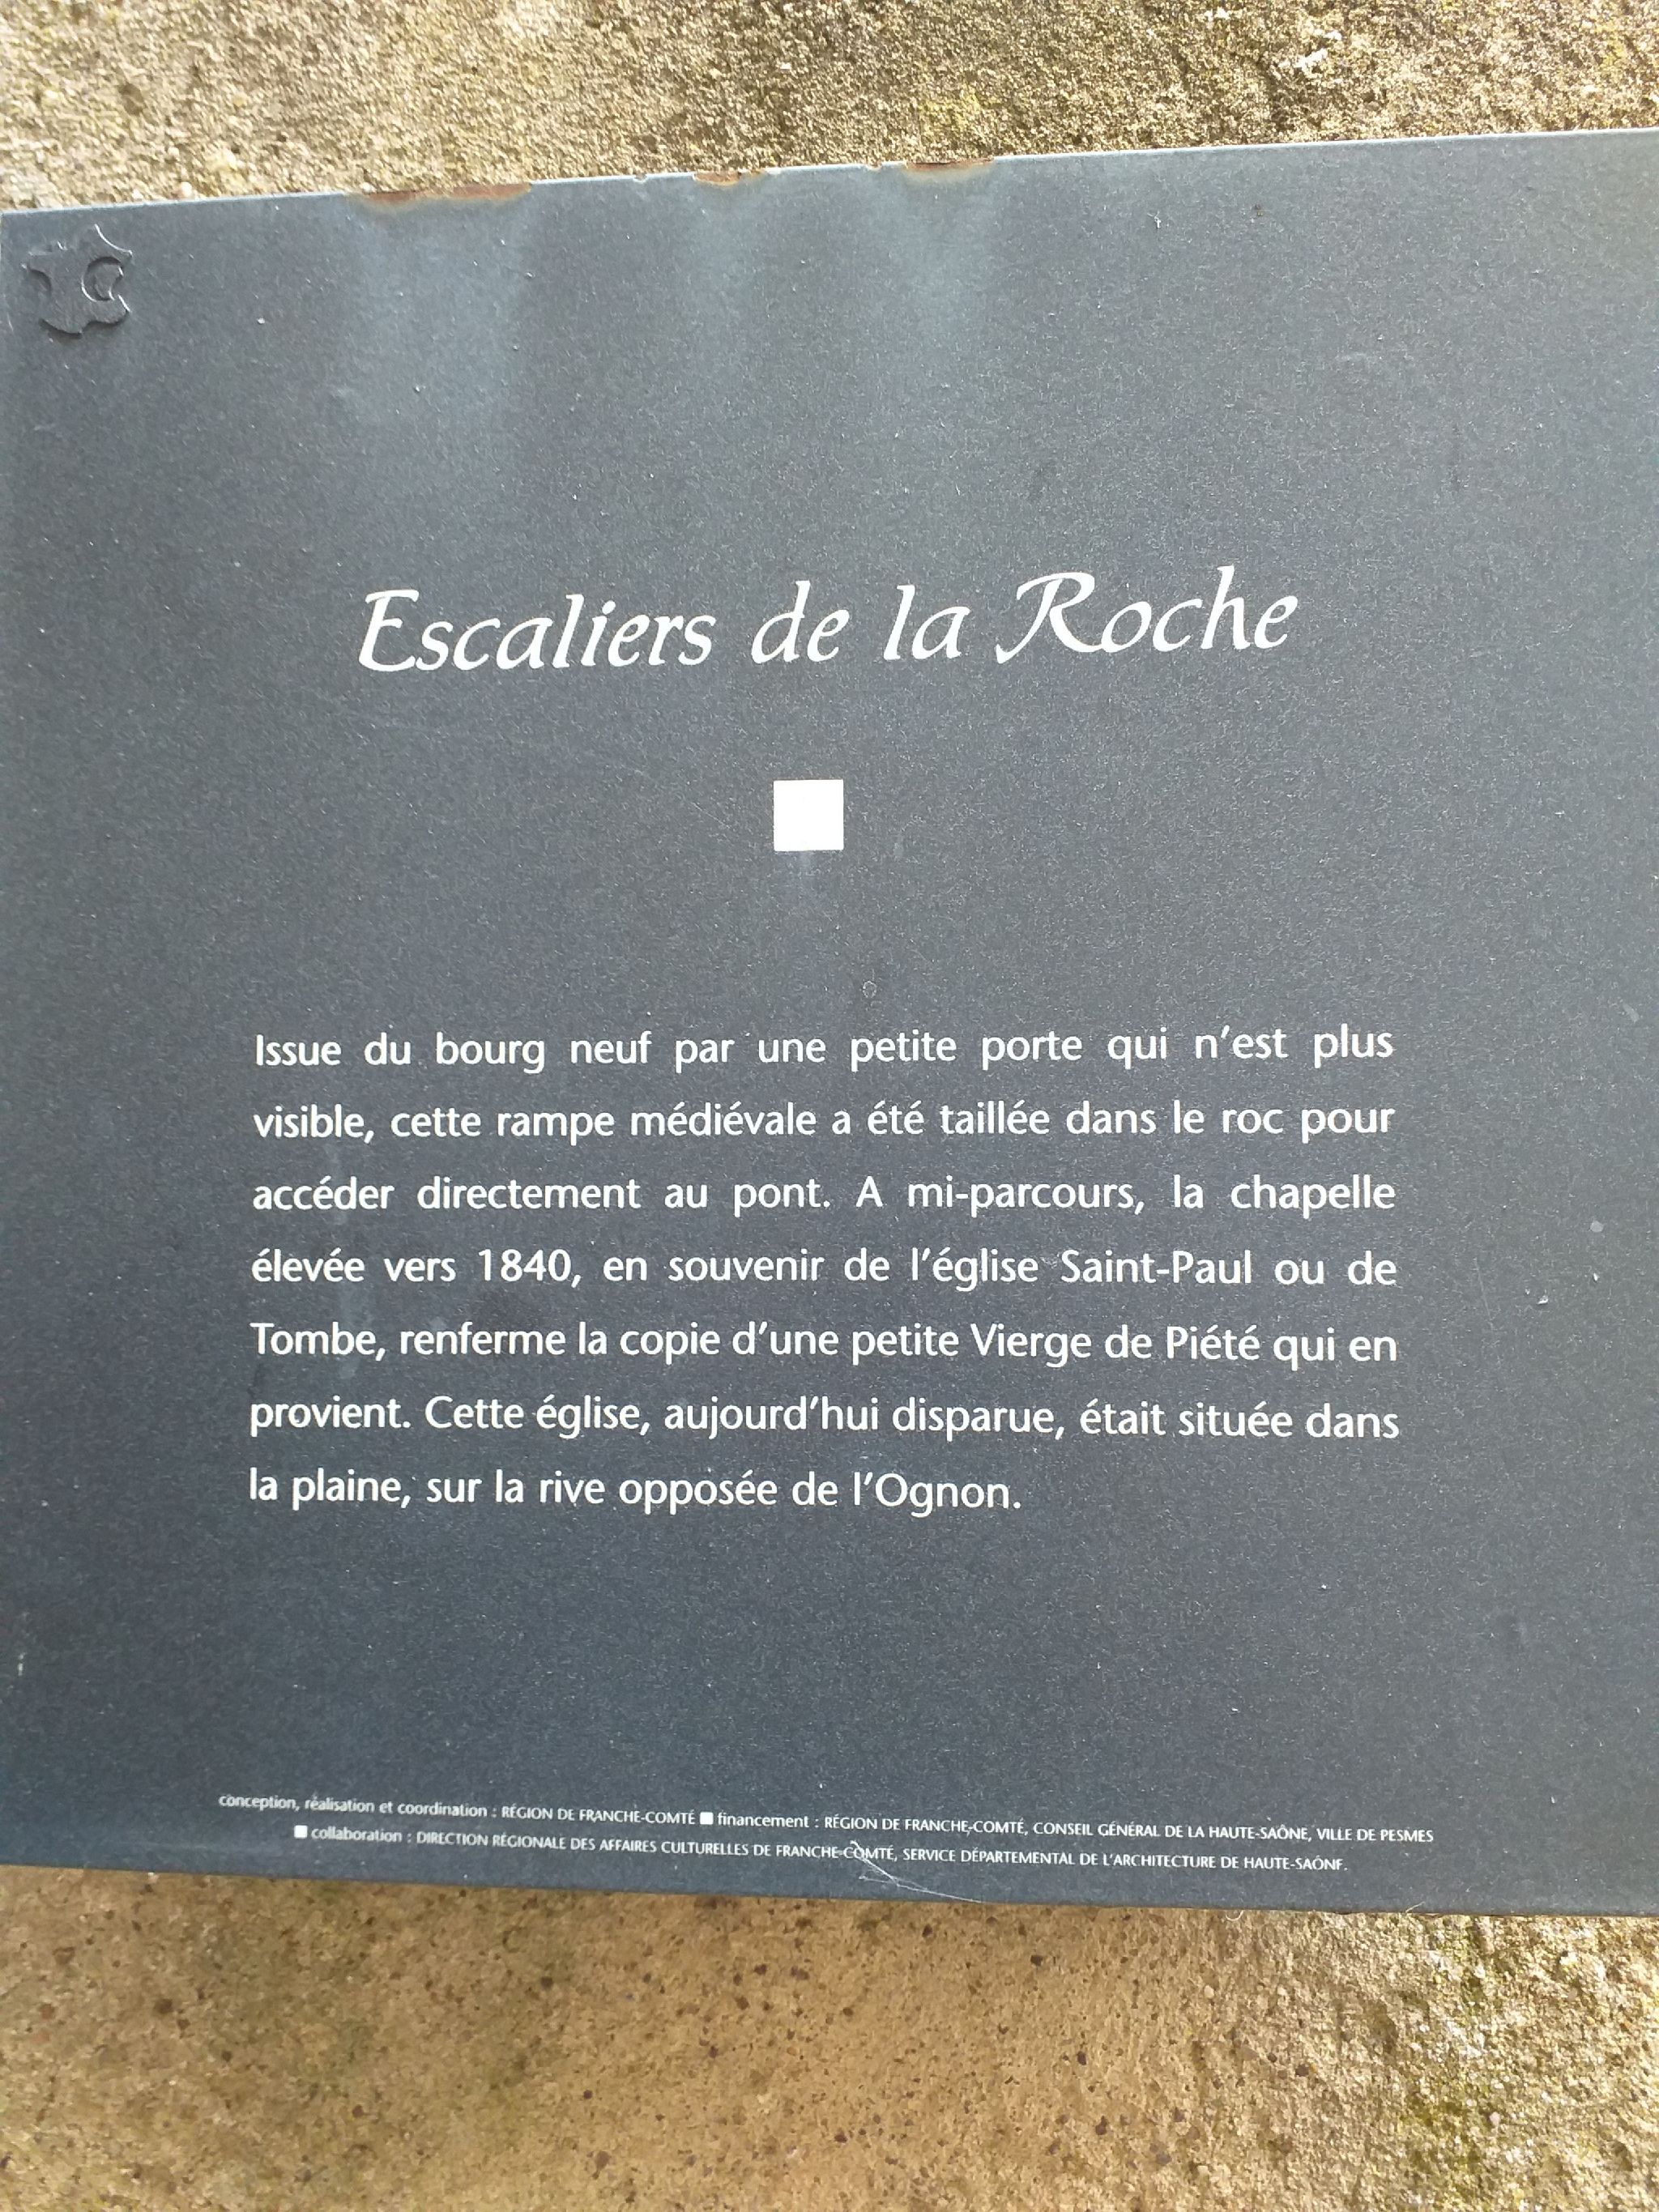 Escaliers de la Roche
Issue du bourg neuf par une petite porte qui n'est plus
visible, cette rampe médiévale a été taillée dans le roc pour
accéder directement au pont. A mi-parcours, la chapelle
élevée vers 1840, en souvenir de l'église Saint-Paul ou de
Tombe, renferme la copie d'une petite Vierge de Piété qui en
provient. Cette église, aujourd'hui disparue, était située dans
la plaine, sur la rive opposée de l'Ognon.
conception, réalisation et coordination : RÉGION DE FRANCHE-COMTÉ ■ financement : RÉGION DE FRANCHE-COMTÉ, CONSEIL GÉNÉRAL DE LA HAUTE-SAÔNE, VILLE DE PESMES
■ collaboration : DIRECTION RÉGIONALE DES AFFAIRES CULTURELLES DE FRANCHE-COMTÉ, SERVICE DÉPARTEMENTAL DE L'ARCHITECTURE DE HAUTE-SAÔNE.